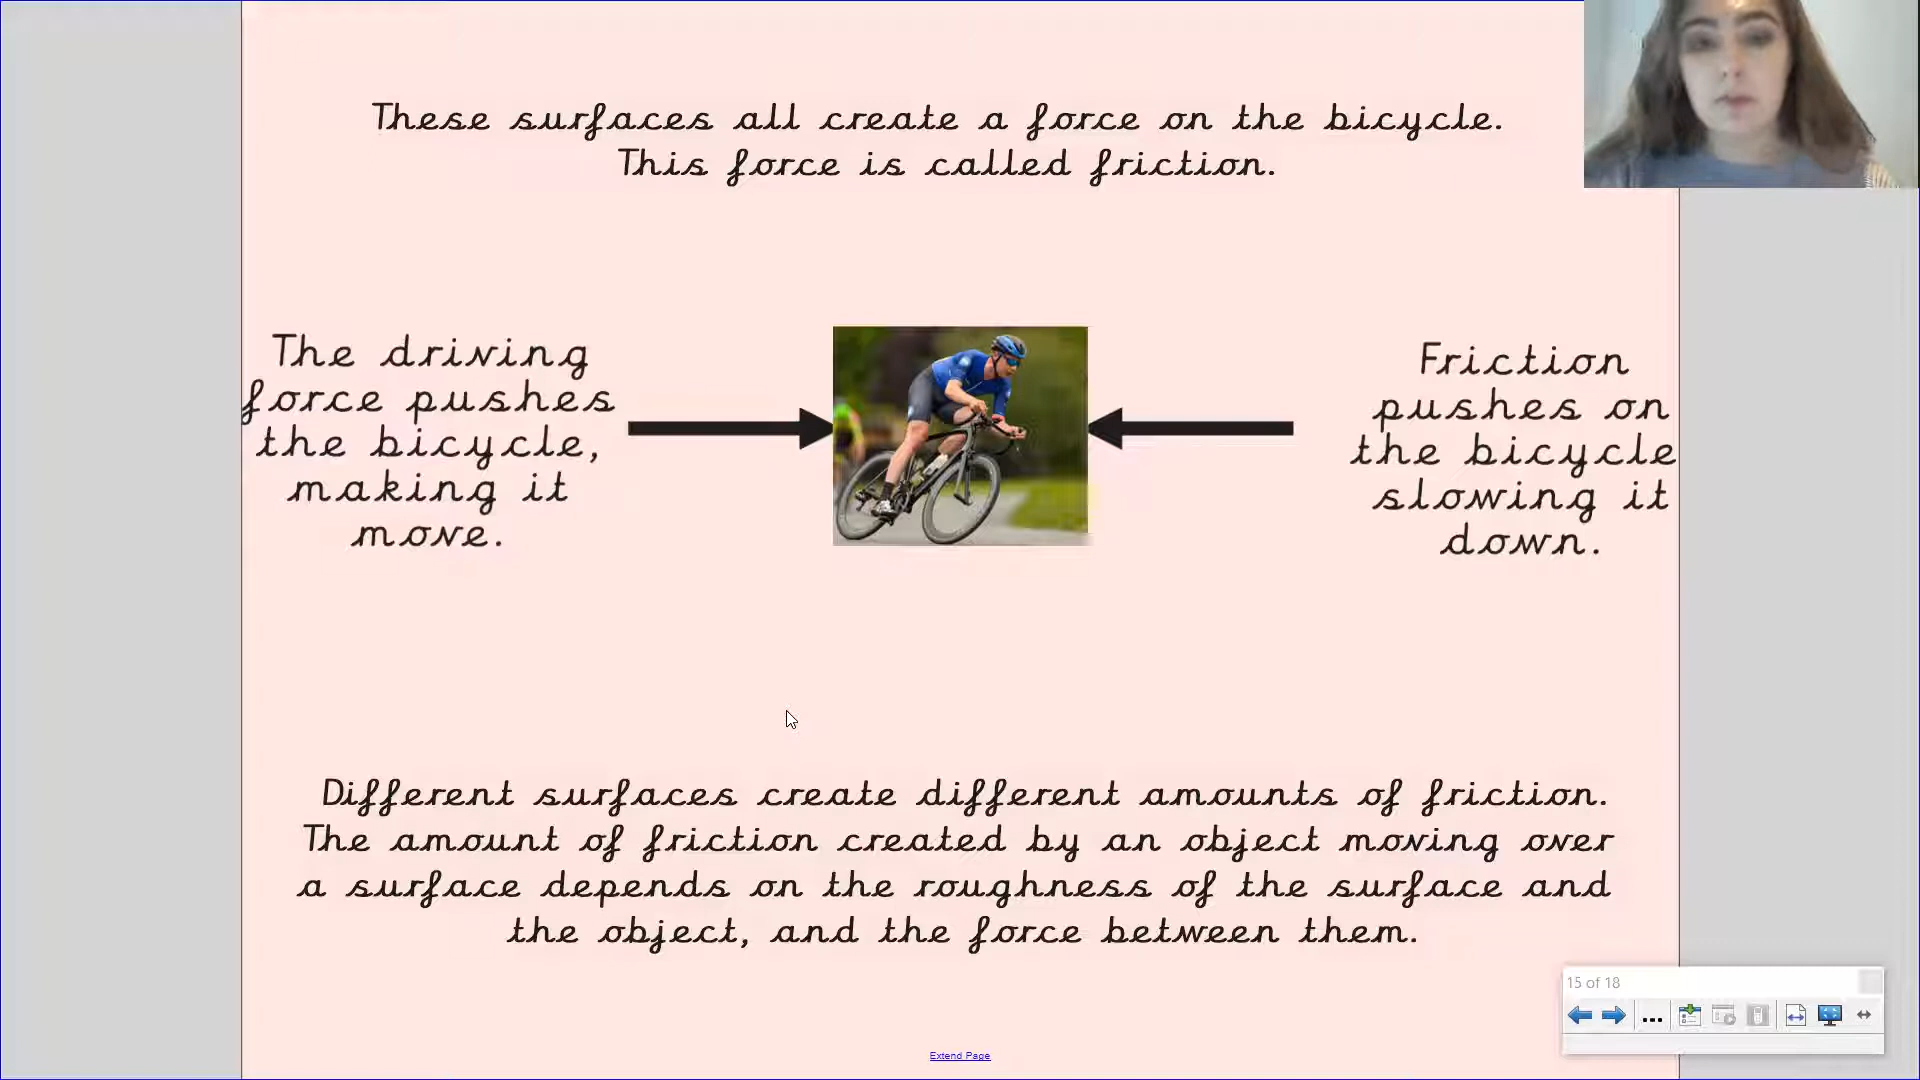 These surfaces all create a force on the bicycle.
This force is called friction.
The driving
force pushes
the bicycle,
making it
move.
Friction
pushes on
the bicycle
slowing it
down.
Different surfaces create different amounts of friction.
The amount of friction created by an object moving over
a surface depends on the roughness of the surface and
the object, and the force between them.
15 of 18
Extend Page